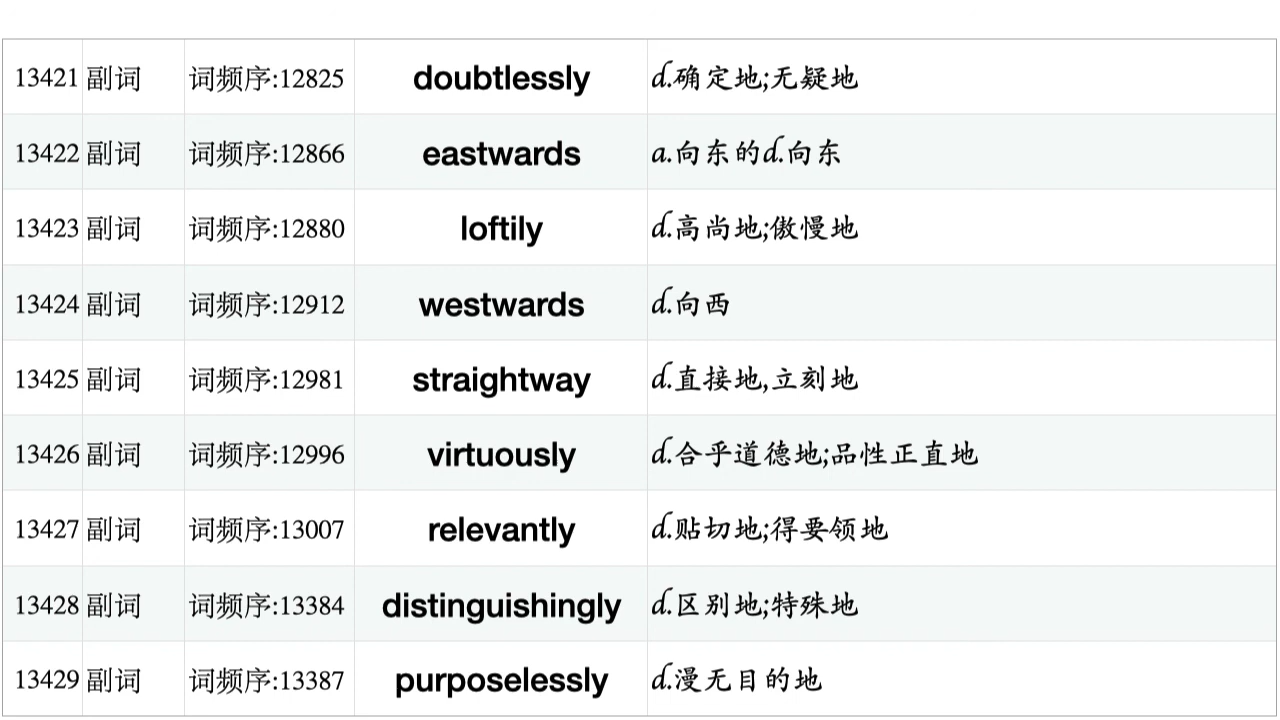 13421 副词 词频序:12825 doubtlessly d.确定地;无疑地
13422 副词 词频序:12866 eastwards a.向东的d.向东
13423 副词 词频序:12880 loftily d.高尚地;傲慢地
13424 副词 词频序:12912 westwards d.向西
13425 副词 词频序:12981 straightway d.直接地,立刻地
13426 副词 词频序:12996 virtuously d.合乎道德地;品性正直地
13427 副词 词频序:13007 relevantly d.贴切地;得要领地
13428 副词 词频序:13384 distinguishingly d.区别地;特殊地
13429 副词 词频序:13387 purposelessly d.漫无目的地